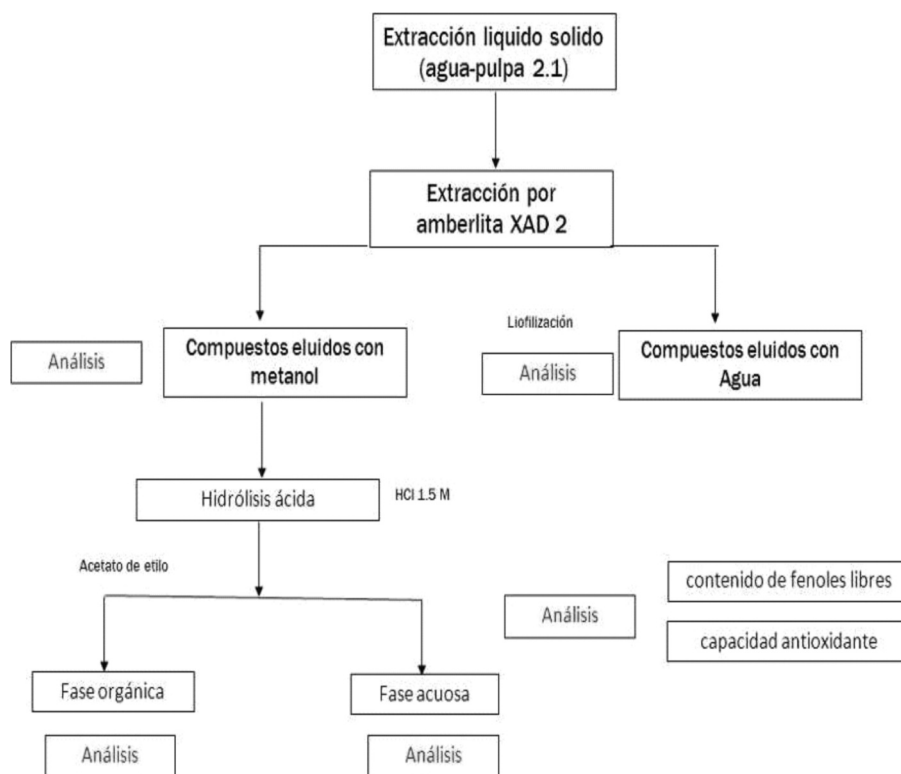 Extracción liquido solido
(agua-pulpa 2.1)
Extracción por
amberlita XAD 2
Liofilización
Análisis
Compuestos eluidos con
metanol
Análisis
Compuestos eluidos con
Agua
Hidrólisis ácida
HCl 1.5 M
Acetato de etilo
contenido de fenoles libres
Análisis
capacidad antioxidante
Fase orgánica
Fase acuosa
Análisis
Análisis